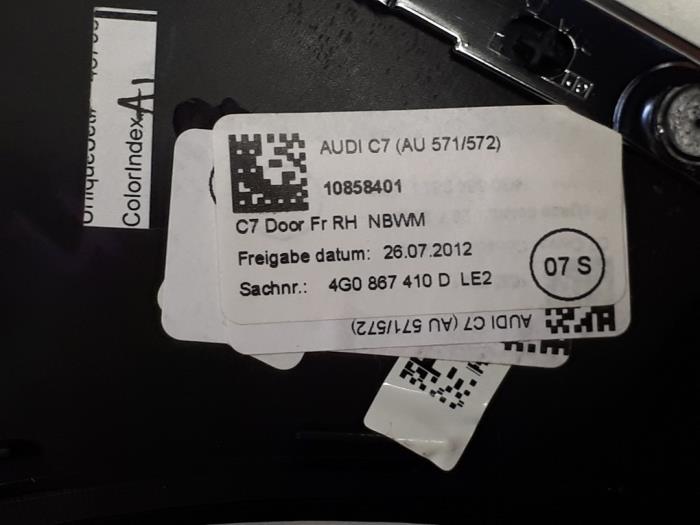 ColorIndex A1
AUDI C7 (AU 571/572)
10858401
C7 Door Fr RH NBWM
Freigabe datum: 26.07.2012
Sachnr.: 4G0 867 410 D LE2
07 S
AUDI C7 (AU 571/572)